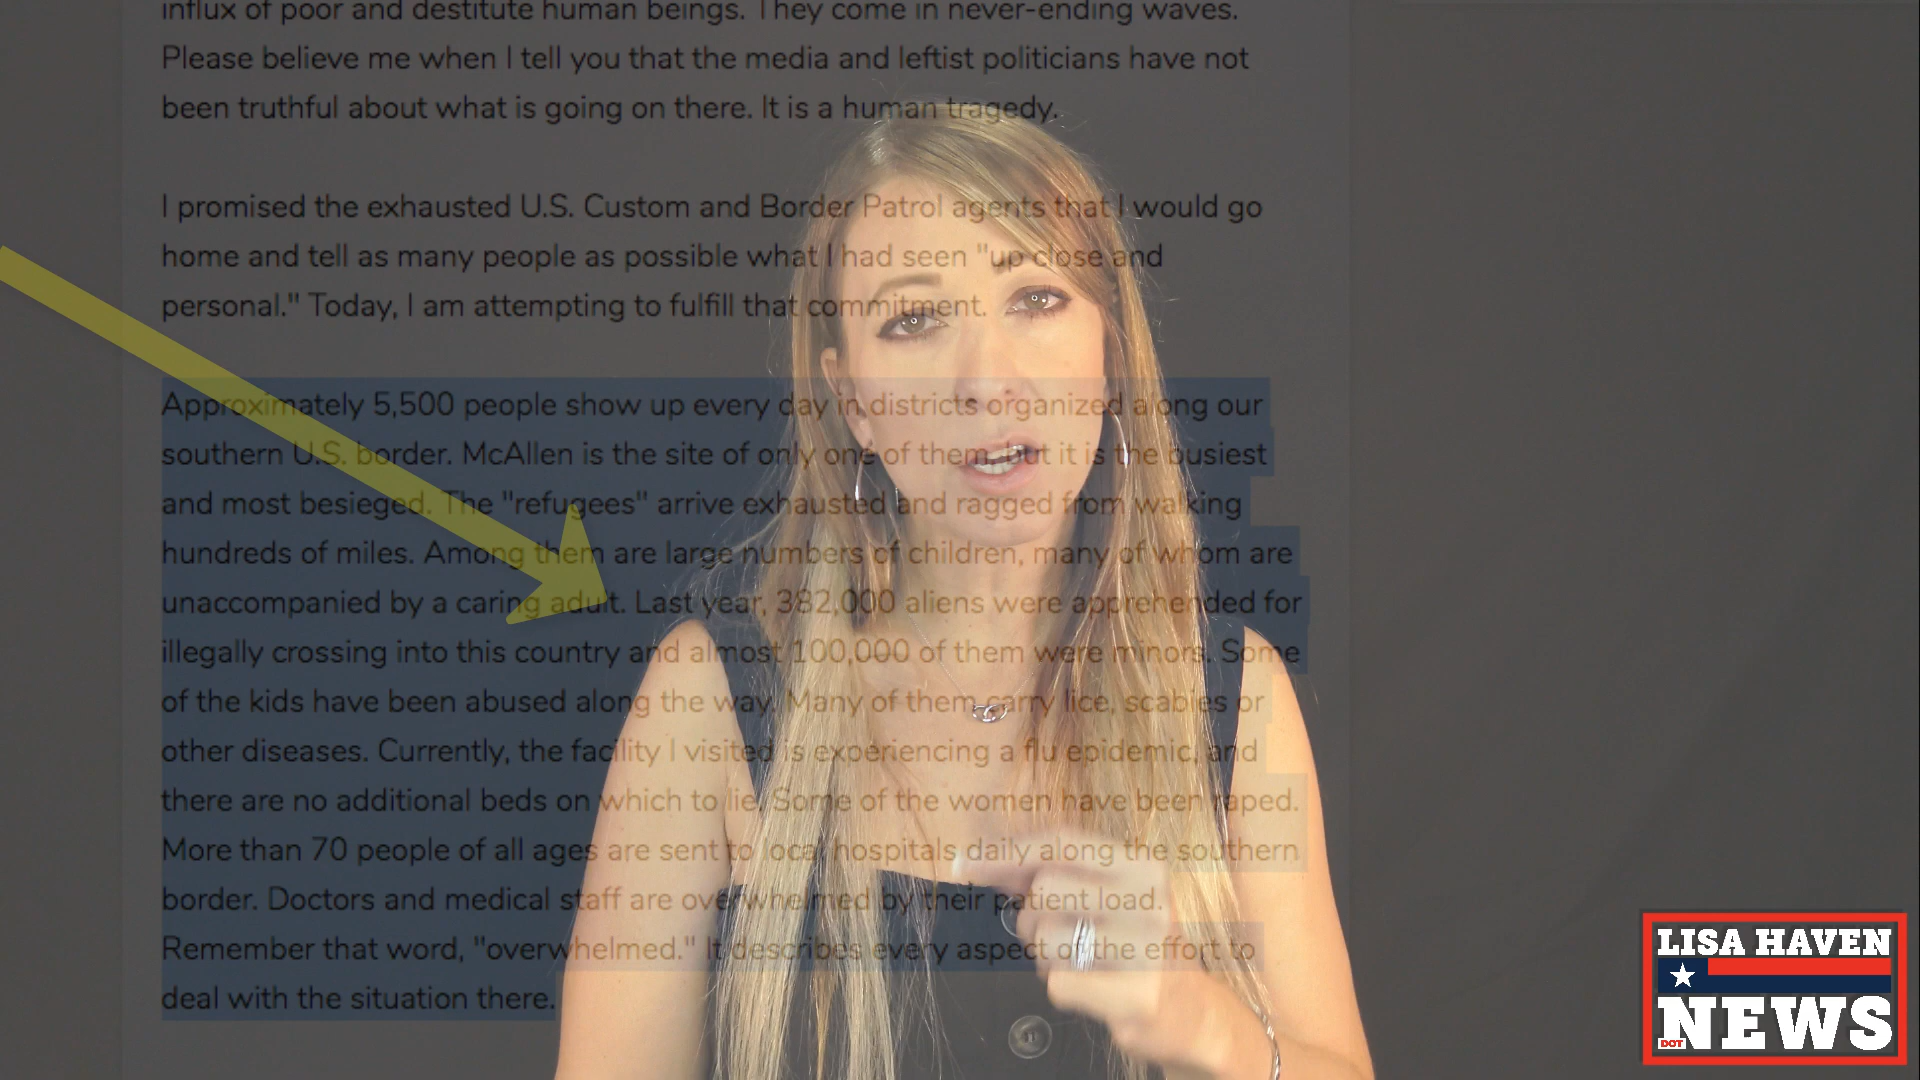 influx of poor and destitute human beings. They come in never-ending waves.
Please believe me when I tell you that the media and leftist politicians have not
been truthful about what is going on there. It is a human tragedy.
I promised the exhausted U.S. Custom and Border Patrol agents that I would go
home and tell as many people as possible what I had seen "up close and
personal." Today, I am attempting to fulfill that commitment.
Approximately 5,500 people show up every day in districts organized along our
southern U.S. border. McAllen is the site of only one of them, but it is the busiest
and most besieged. The "refugees" arrive exhausted and ragged from walking
hundreds of miles. Among them are large numbers of children, many of whom are
unaccompanied by a caring adult. Last year, 382,000 aliens were apprehended for
illegally crossing into this country and almost 100,000 of them were minors. Some
of the kids have been abused along the way. Many of them carry lice, scabies or
other diseases. Currently, the facility I visited is experiencing a flu epidemic, and
there are no additional beds on which to lie. Some of the women have been raped.
More than 70 people of all ages are sent to local hospitals daily along the southern
border. Doctors and medical staff are overwhelmed by their patient load.
Remember that word, "overwhelmed." It describes every aspect of the effort to
deal with the situation there.
LISA HAVEN
NEWS
DOT